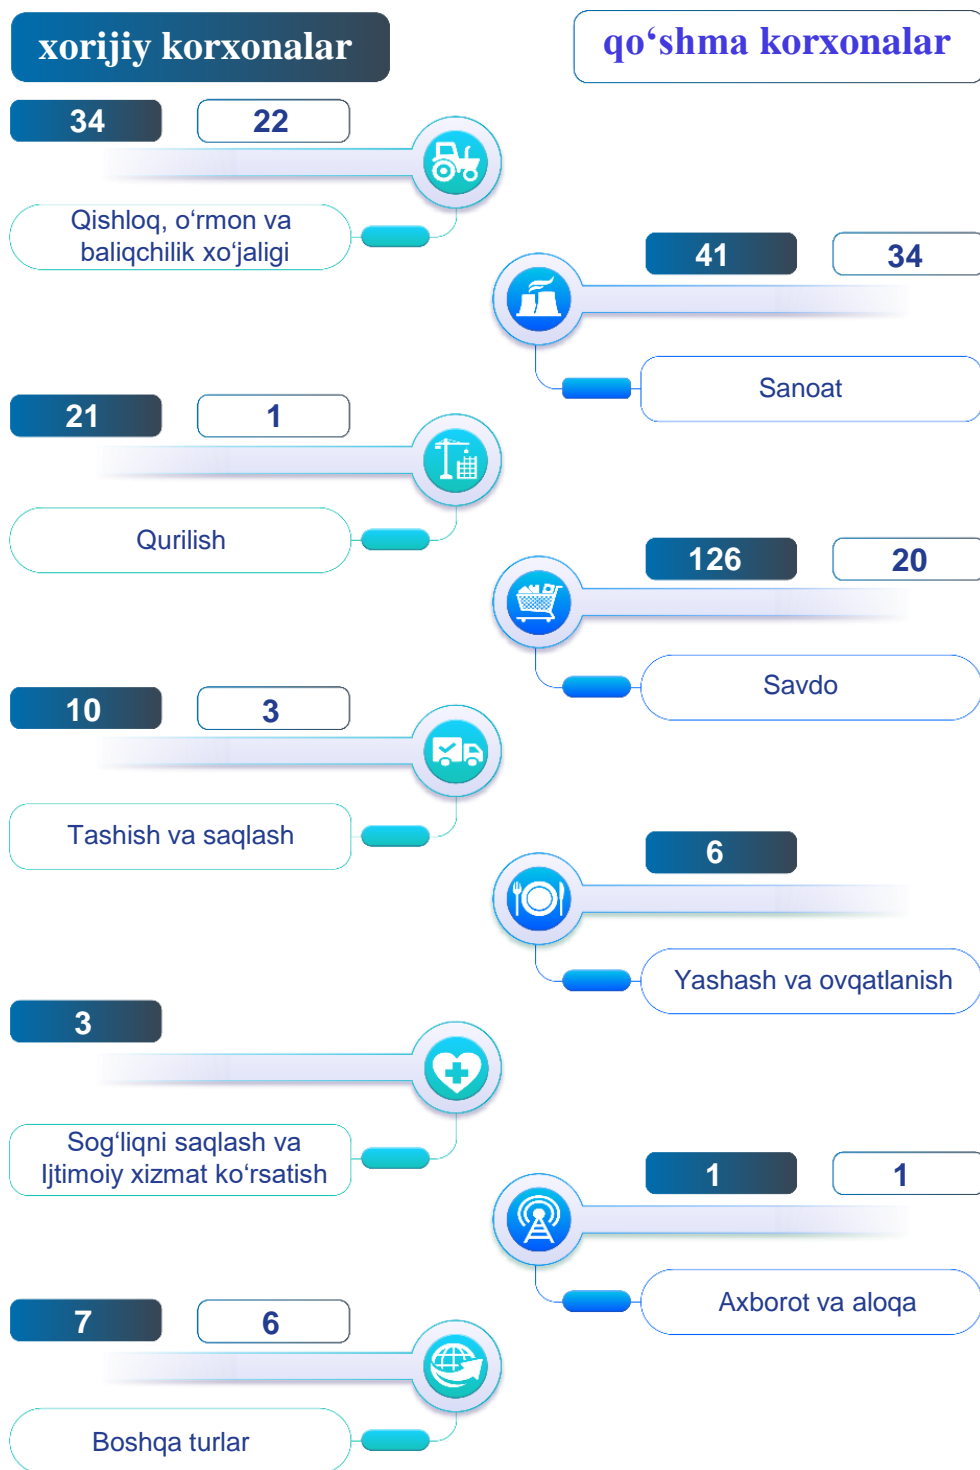 xorijiy korxonalar
qo‘shma korxonalar
34
22
Qishloq, o‘rmon va
baliqchilik xo‘jaligi
41
34
Sanoat
21
1
Qurilish
126
20
Savdo
10
3
Tashish va saqlash
6
Yashash va ovqatlanish
3
Sog‘liqni saqlash va
Ijtimoiy xizmat ko‘rsatish
1
1
Axborot va aloqa
7
6
Boshqa turlar